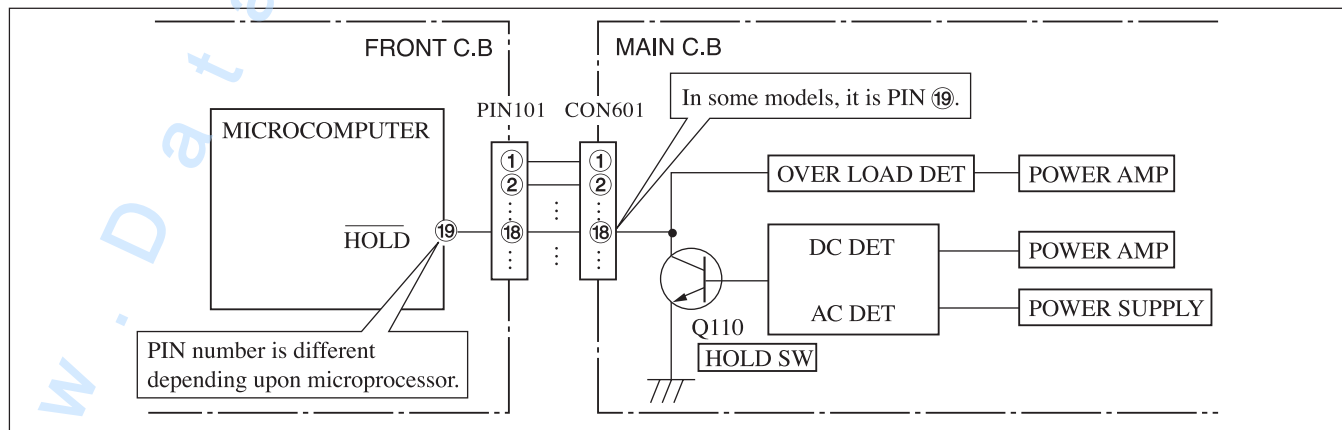 FRONT C.B
MAIN C.B
PIN101
CON601
In some models, it is PIN ⑲.
MICROCOMPUTER
①
①
②
②
OVER LOAD DET
POWER AMP
HOLD
⑲
⑱
⑱
DC DET
POWER AMP
AC DET
POWER SUPPLY
Q110
HOLD SW
PIN number is different
depending upon microprocessor.
w . D a t a